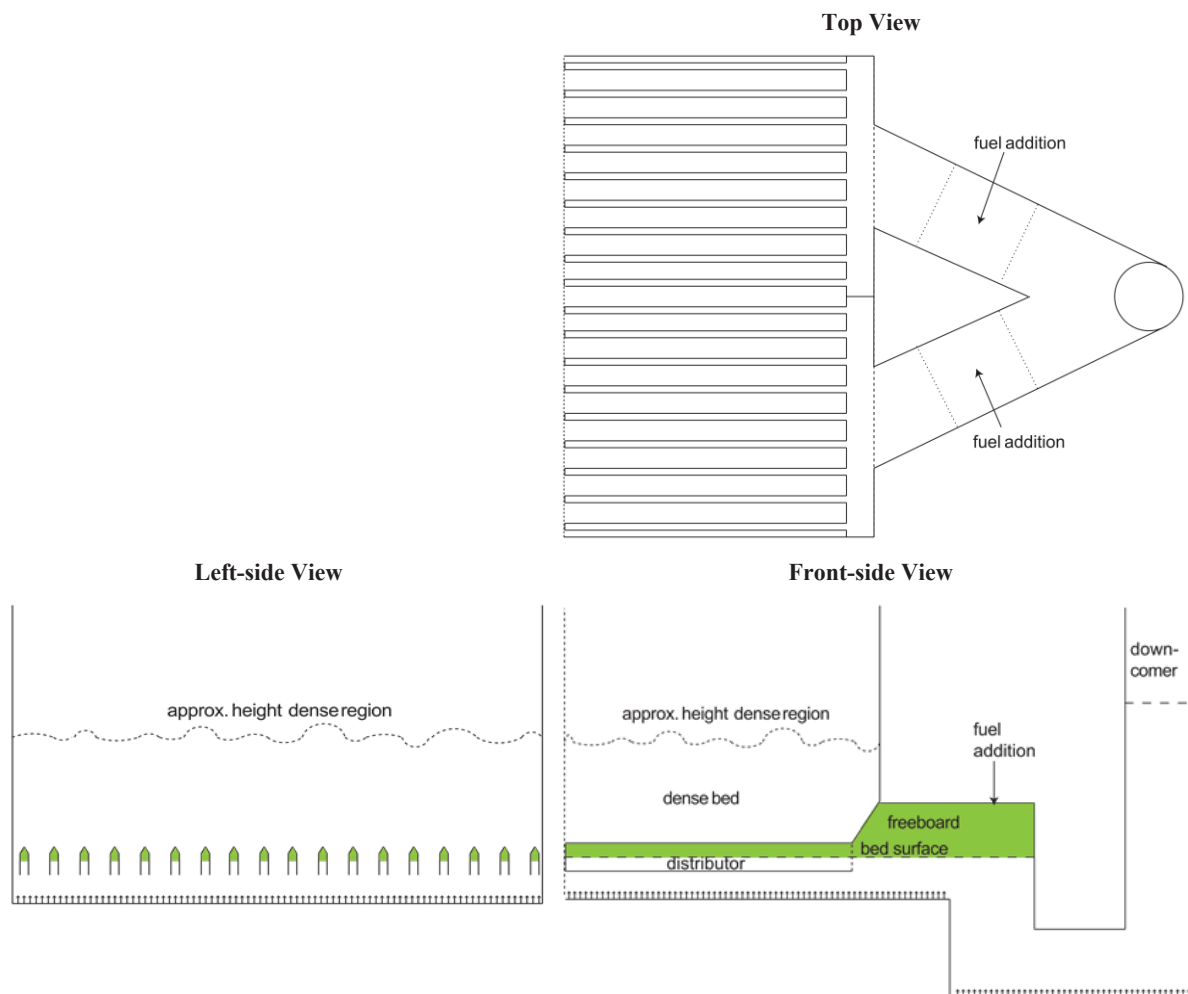 Top View
fuel addition
fuel addition
Left-side View
Front-side View
approx. height dense region
approx. height dense region
down-
comer
fuel
addition
dense bed
freeboard
bed surface
distributor